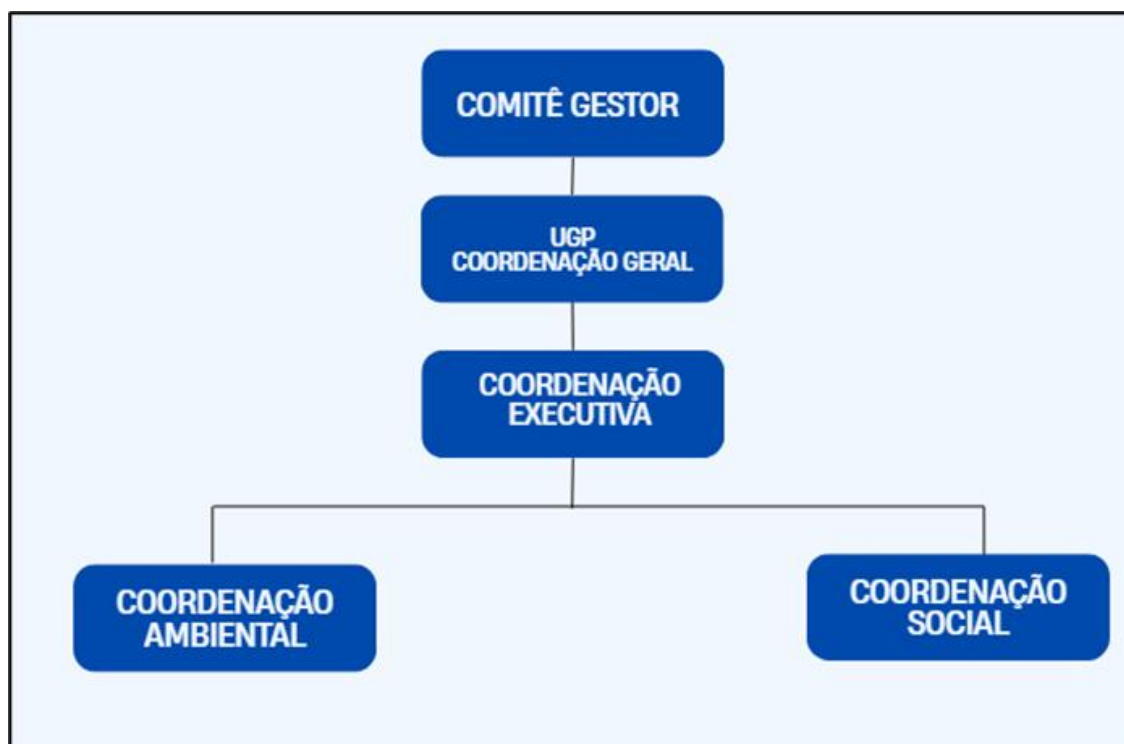 COMITÊ GESTOR
UGP
COORDENAÇÃO GERAL
COORDENAÇÃO
EXECUTIVA
COORDENAÇÃO
AMBIENTAL
COORDENAÇÃO
SOCIAL